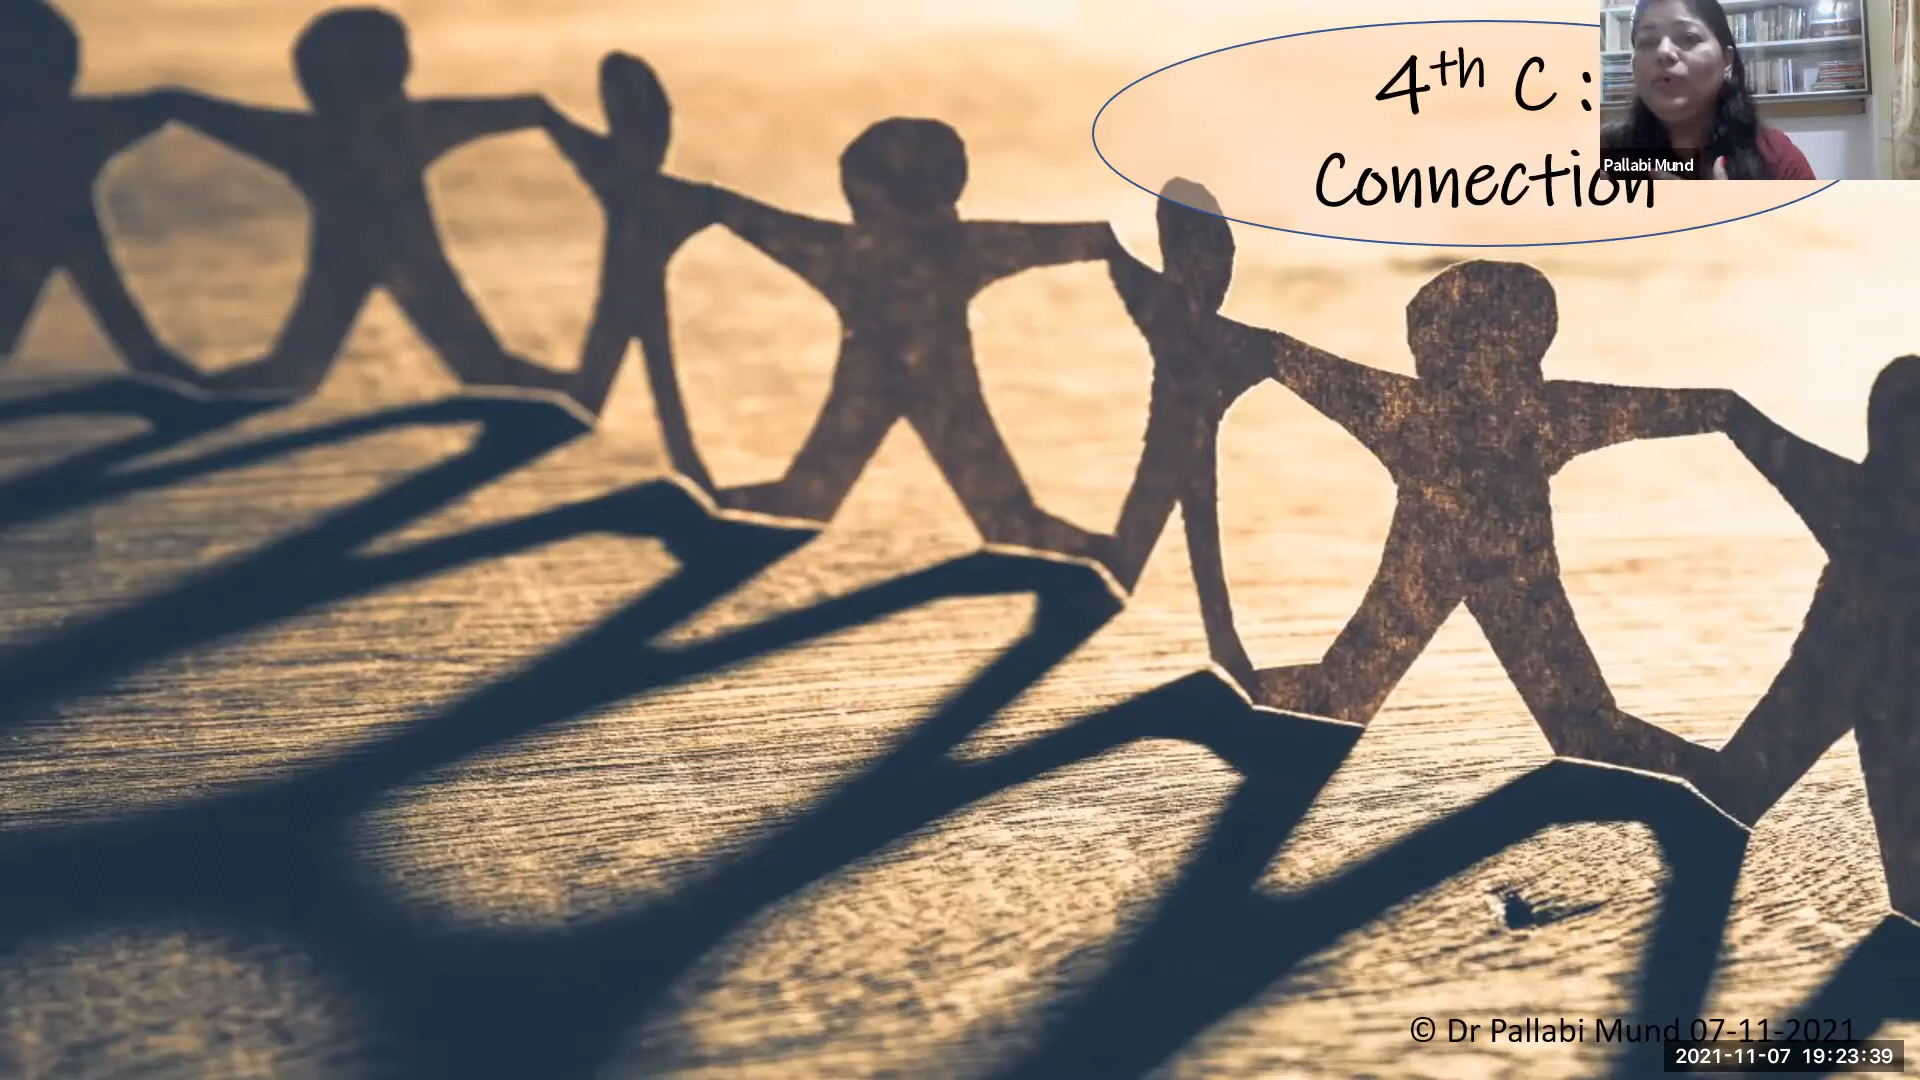 4th C :
Connection
Pallabi Mund
© Dr Pallabi Mund 07-11-2021
2021-11-07 19:23:39